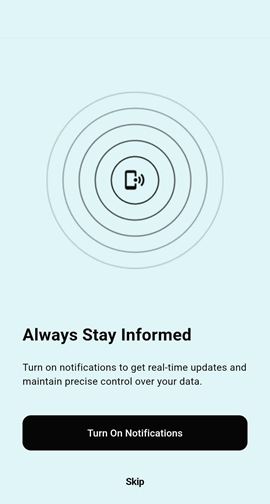 Always Stay Informed
Turn on notifications to get real-time updates and
maintain precise control over your data.
Turn On Notifications
Skip